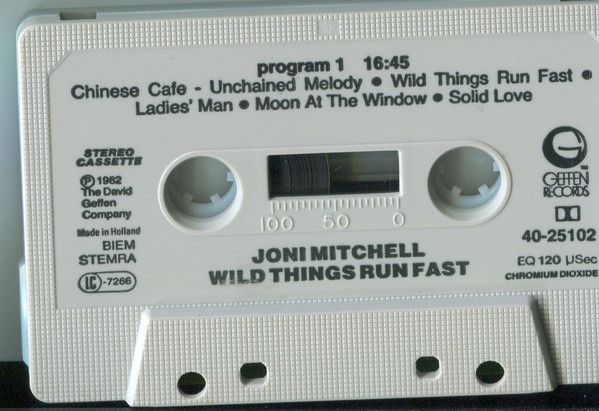 program 1 16:45
Chinese Cafe - Unchained Melody • Wild Things Run Fast •
Ladies' Man • Moon At The Window • Solid Love
STEREO
CASSETTE
Ⓟ 1982
The David
Geffen
Company
Made in Holland
BIEM
STEMRA
LC-7266
100 50 0
TM
GEFFEN
RECORDS
40-25102
EQ 120 µSec
CHROMIUM DIOXIDE
JONI MITCHELL
WILD THINGS RUN FAST